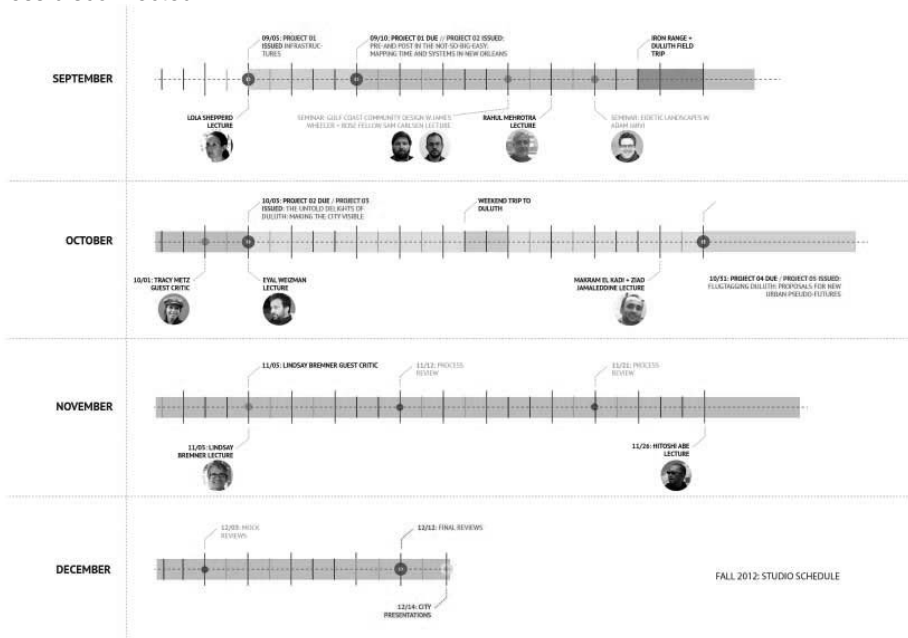 SEPTEMBER
09/05: PROJECT 01
ISSUED INFRASTRUC-
TURES
09/10: PROJECT 01 DUE // PROJECT 02 ISSUED:
PRE-AND POST IN THE NOT-SO-BIG-EASY:
MAPPING TIME AND SYSTEMS IN NEW ORLEANS
IRON RANGE +
DULUTH FIELD
TRIP
LOLA SHEPPERD
LECTURE
SEMINAR: GULF COAST COMMUNITY DESIGN W JAMES
WHEELER + ROSE FELLOW SAM CARLSEN LECTURE
RAHUL MEHROTRA
LECTURE
SEMINAR: EIDETIC LANDSCAPES W
ADAM
OCTOBER
10/03: PROJECT 02 DUE / PROJECT 03
ISSUED: THE UNTOLD DELIGHTS OF
DULUTH: MAKING THE CITY VISIBLE
WEEKEND TRIP TO
DULUTH
10/01: TRACY METZ
GUEST CRITIC
EYAL WEIZMAN
LECTURE
MAKRAM EL KADI + ZIAD
JAMALEDDINE LECTURE
10/31: PROJECT 04 DUE / PROJECT 05 ISSUED:
FLUGTAGGING DULUTH: PROPOSALS FOR NEW
URBAN PSEUDO-FUTURES
NOVEMBER
11/05: LINDSAY BREMNER GUEST CRITIC
11/12: PROCESS
REVIEW
11/21: PROCESS
REVIEW
11/05: LINDSAY
BREMNER LECTURE
11/26: HITOSHI ABE
LECTURE
DECEMBER
12/03: MOCK
REVIEWS
12/12: FINAL REVIEWS
12/14: CITY
PRESENTATIONS
FALL 2012: STUDIO SCHEDULE